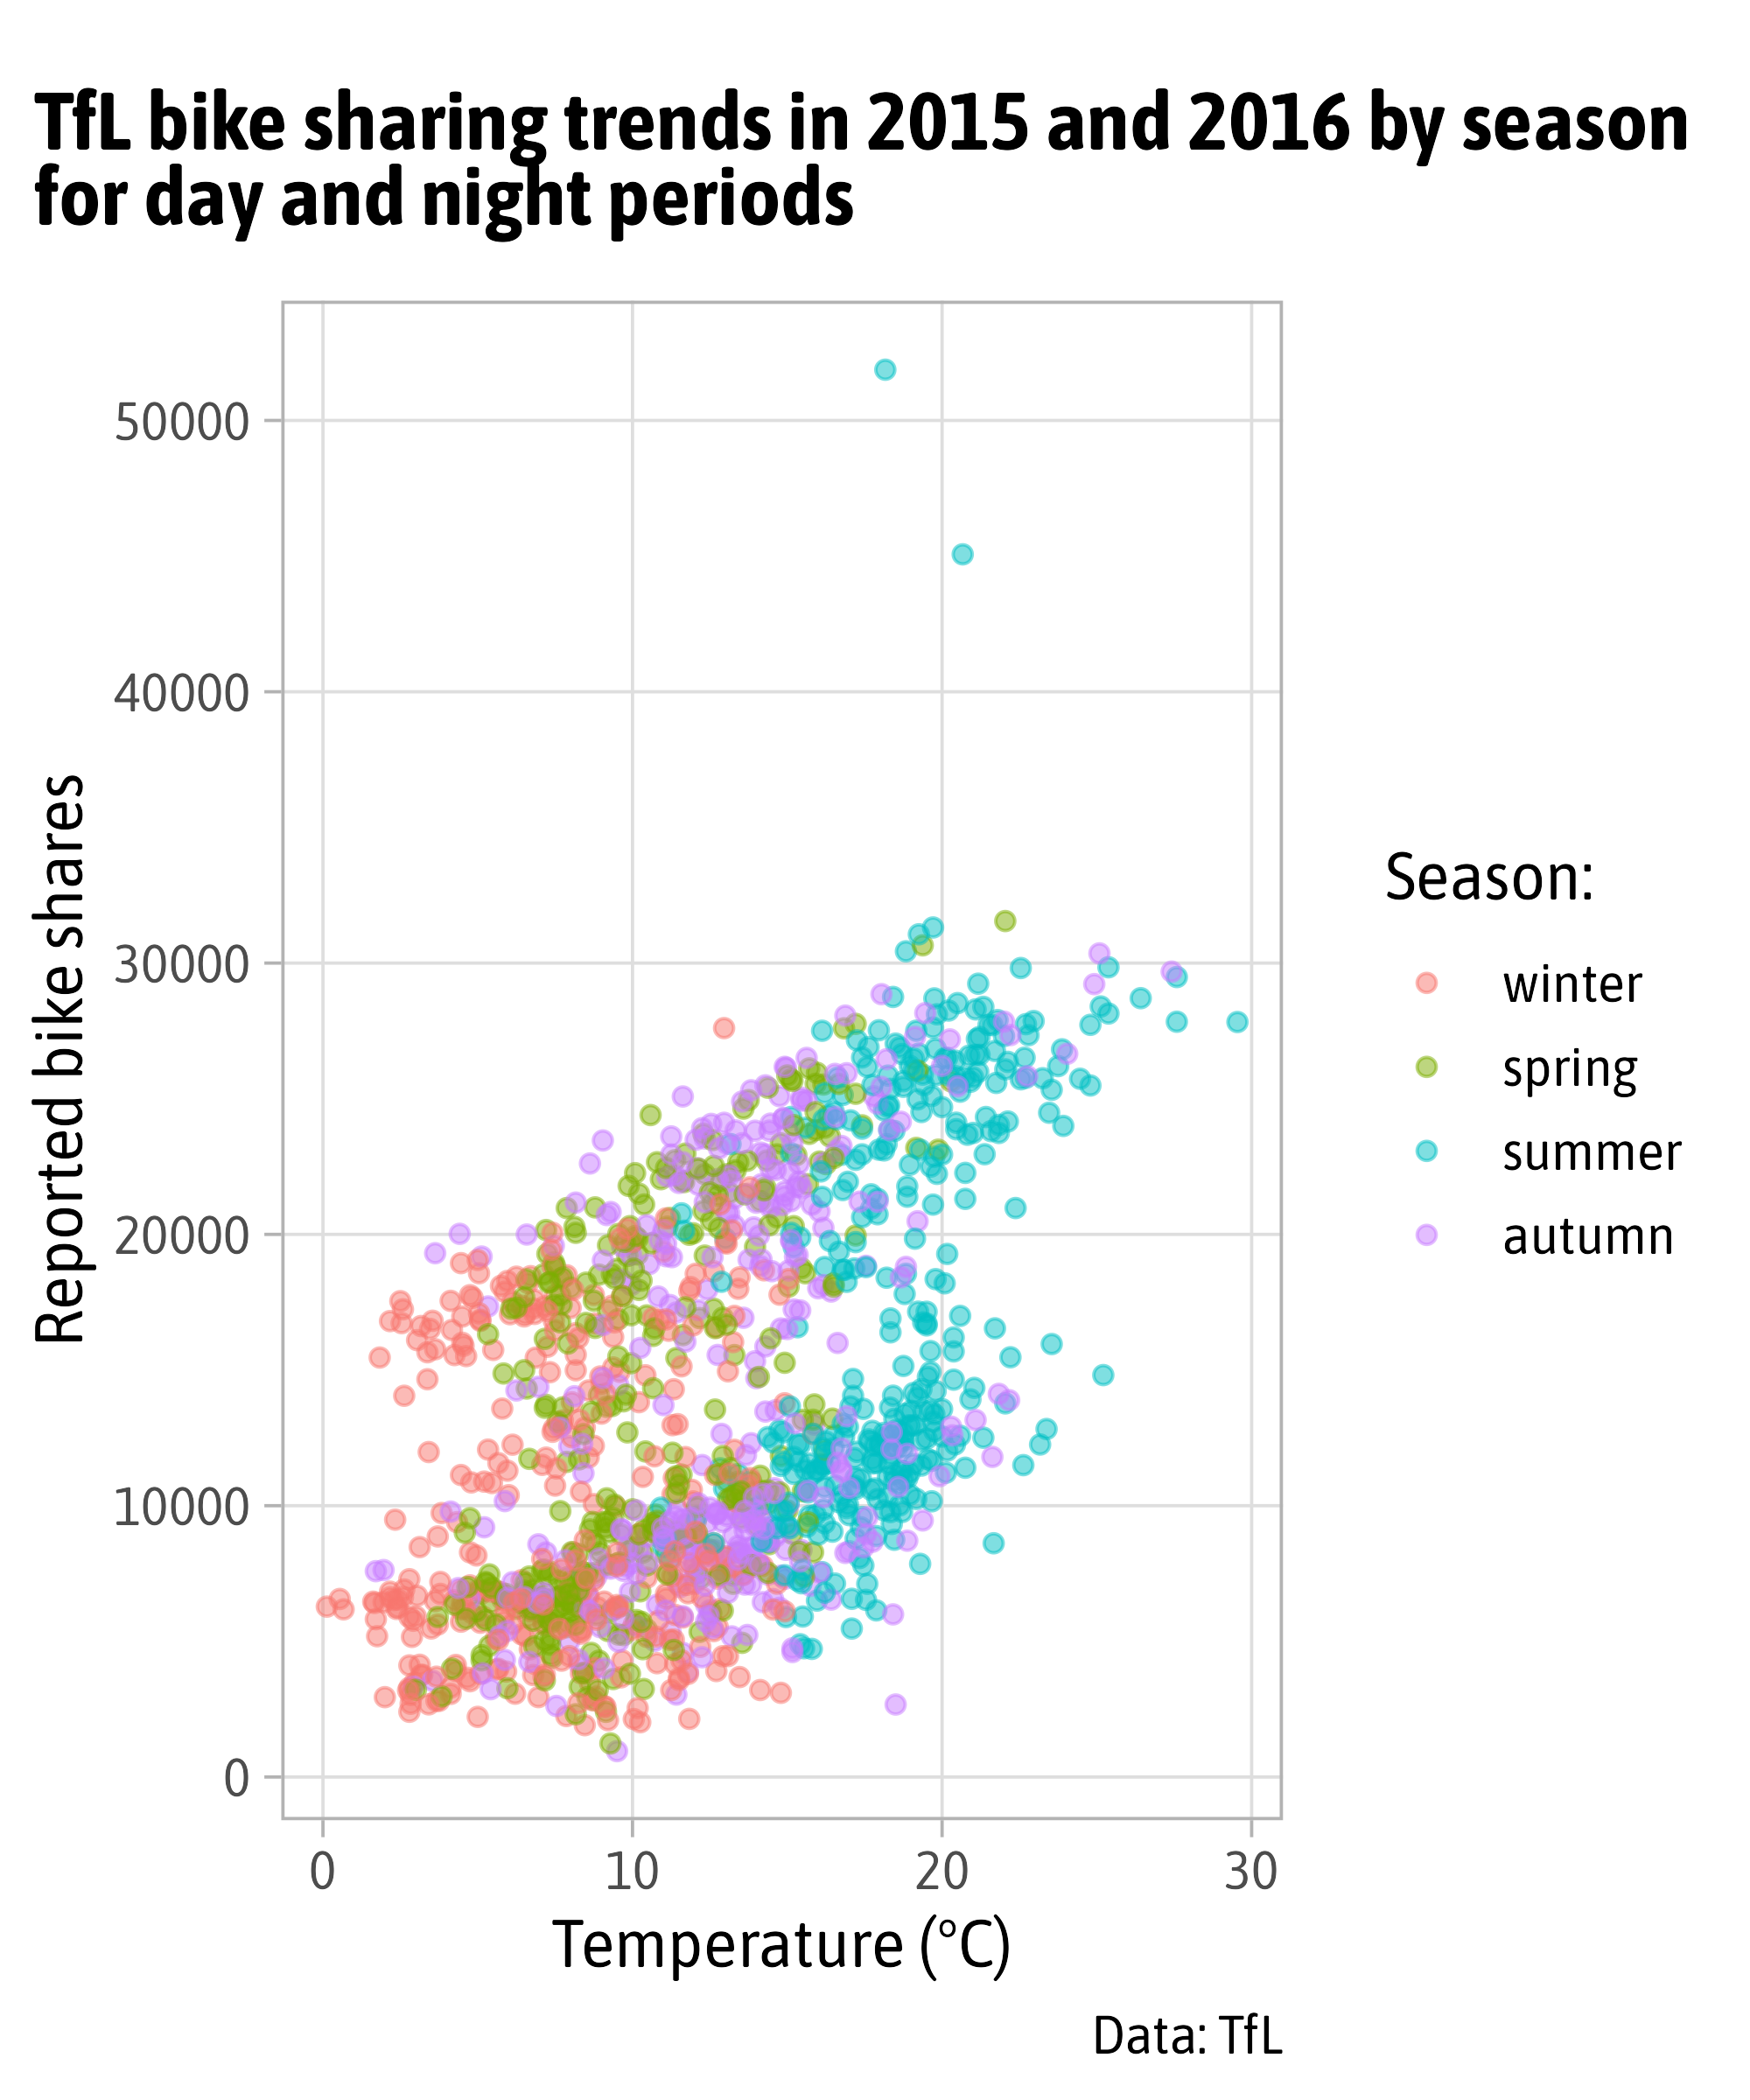 TfL bike sharing trends in 2015 and 2016 by season
for day and night periods
50000
40000
30000
20000
10000
0
Reported bike shares
0 10 20 30
Temperature (°C)
Season:
winter
spring
summer
autumn
Data: TfL